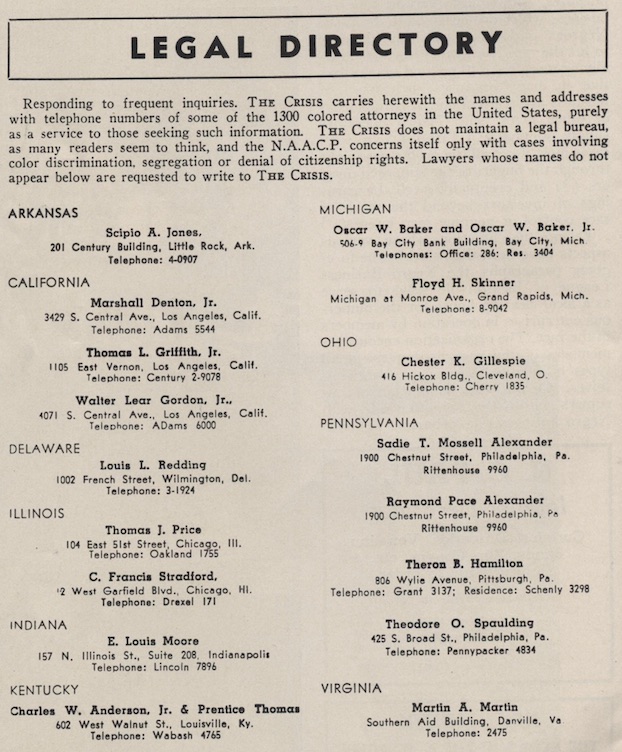 LEGAL DIRECTORY
Responding to frequent inquiries. THE CRISIS carries herewith the names and addresses
with telephone numbers of some of the 1300 colored attorneys in the United States, purely
as a service to those seeking such information. THE CRISIS does not maintain a legal bureau,
as many readers seem to think, and the N.A.A.C.P. concerns itself only with cases involving
color discrimination, segregation or denial of citizenship rights. Lawyers whose names do not
appear below are requested to write to THE CRISIS.
ARKANSAS
Scipio A. Jones,
201 Century Building, Little Rock, Ark.
Telephone: 4-0907
CALIFORNIA
Marshall Denton, Jr.
3429 S. Central Ave., Los Angeles, Calif.
Telephone: Adams 5544
Thomas L. Griffith, Jr.
1105 East Vernon, Los Angeles, Calif.
Telephone: Century 2-9078
Walter Lear Gordon, Jr.,
4071 S. Central Ave., Los Angeles, Calif.
Telephone: ADams 6000
DELAWARE
Louis L. Redding
1002 French Street, Wilmington, Del.
Telephone: 3-1924
ILLINOIS
Thomas J. Price
104 East 51st Street, Chicago, Ill.
Telephone: Oakland 1755
C. Francis Stradford,
West Garfield Blvd., Chicago, Ill.
Telephone: Drexel 171
INDIANA
E. Louis Moore
157 N. Illinois St., Suite 208, Indianapolis
Telephone: Lincoln 7896
KENTUCKY
Charles W. Anderson, Jr. & Prentice Thomas
602 West Walnut St., Louisville, Ky.
Telephone: Wabash 4765
MICHIGAN
Oscar W. Baker and Oscar W. Baker, Jr.
506-9 Bay City Bank Building, Bay City, Mich.
Telephones: Office: 286; Res. 3404
Floyd H. Skinner
Michigan at Monroe Ave., Grand Rapids, Mich.
Telephone: 8-9042
OHIO
Chester K. Gillespie
416 Hickox Bldg., Cleveland, O.
Telephone: Cherry 1835
PENNSYLVANIA
Sadie T. Mossell Alexander
1900 Chestnut Street, Philadelphia, Pa.
Rittenhouse 9960
Raymond Pace Alexander
1900 Chestnut Street, Philadelphia, Pa
Rittenhouse 9960
Theron B. Hamilton
806 Wylie Avenue, Pittsburgh, Pa.
Telephone: Grant 3137; Residence: Schenly 3298
Theodore O. Spaulding
425 S. Broad St., Philadelphia, Pa.
Telephone: Pennypacker 4834
VIRGINIA
Martin A. Martin
Southern Aid Building, Danville, Va
Telephone: 2475